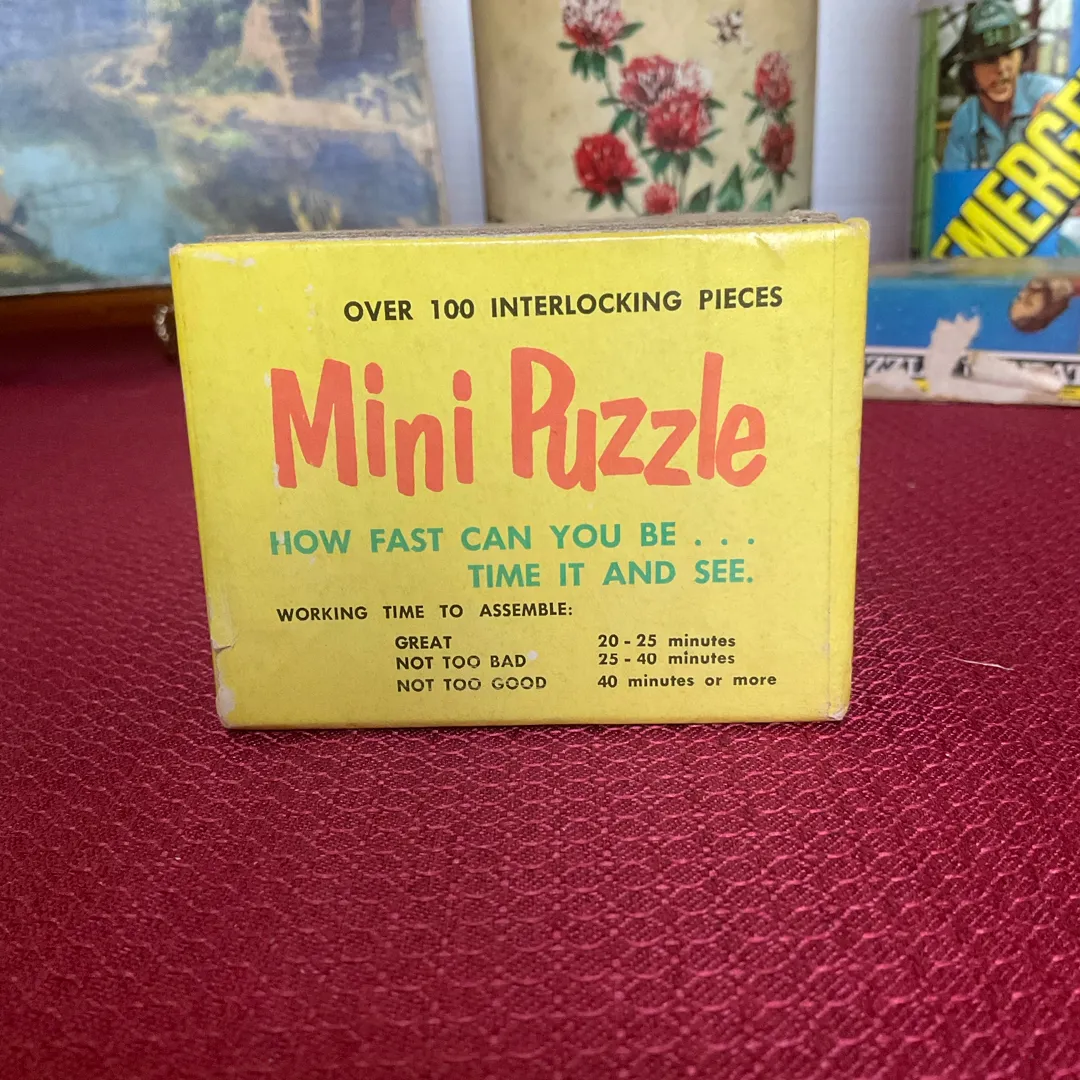 OVER 100 INTERLOCKING PIECES
Mini Puzzle
HOW FAST CAN YOU BE . . .
TIME IT AND SEE.
WORKING TIME TO ASSEMBLE:
GREAT 20 - 25 minutes
NOT TOO BAD 25 - 40 minutes
NOT TOO GOOD 40 minutes or more
EMERGE